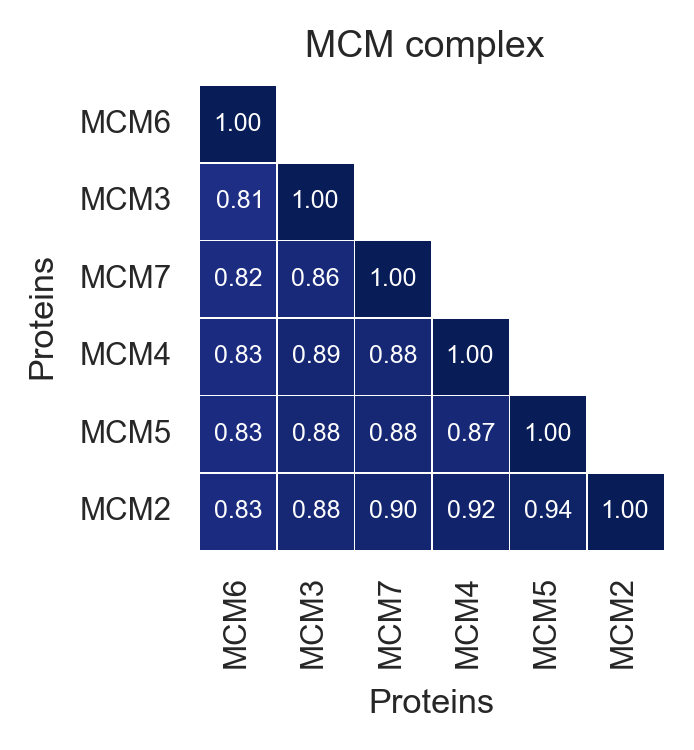 MCM complex
MCM6 1.00
MCM3 0.81 1.00
MCM7 0.82 0.86 1.00
MCM4 0.83 0.89 0.88 1.00
MCM5 0.83 0.88 0.88 0.87 1.00
MCM2 0.83 0.88 0.90 0.92 0.94 1.00
Proteins
MCM6 MCM3 MCM7 MCM4 MCM5 MCM2
Proteins